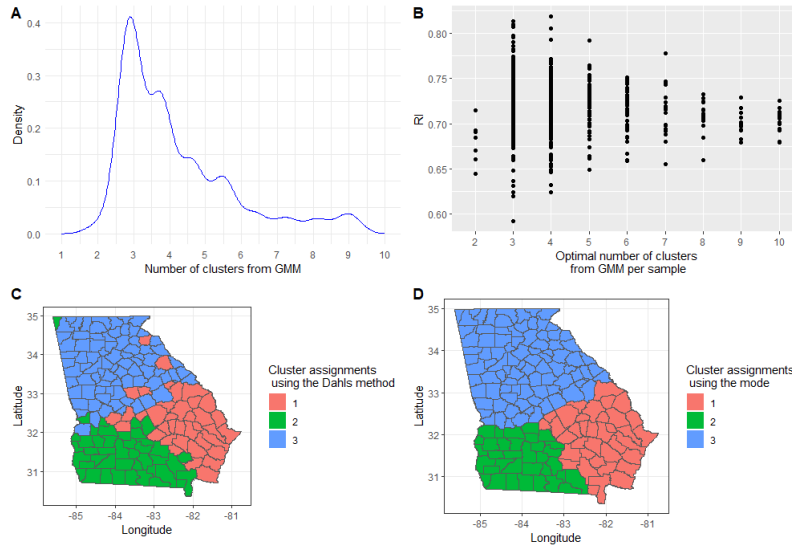 A
0.4
0.3
0.2
0.1
0.0
Density
1 2 3 4 5 6 7 8 9 10
Number of clusters from GMM
B
0.80
0.75
0.70
0.65
0.60
RI
2 3 4 5 6 7 8 9 10
Optimal number of clusters
from GMM per sample
C
35
34
33
32
31
Latitude
-85 -84 -83 -82 -81
Longitude
Cluster assignments
using the Dahls method
1
2
3
D
35
34
33
32
31
Latitude
-85 -84 -83 -82 -81
Longitude
Cluster assignments
using the mode
1
2
3